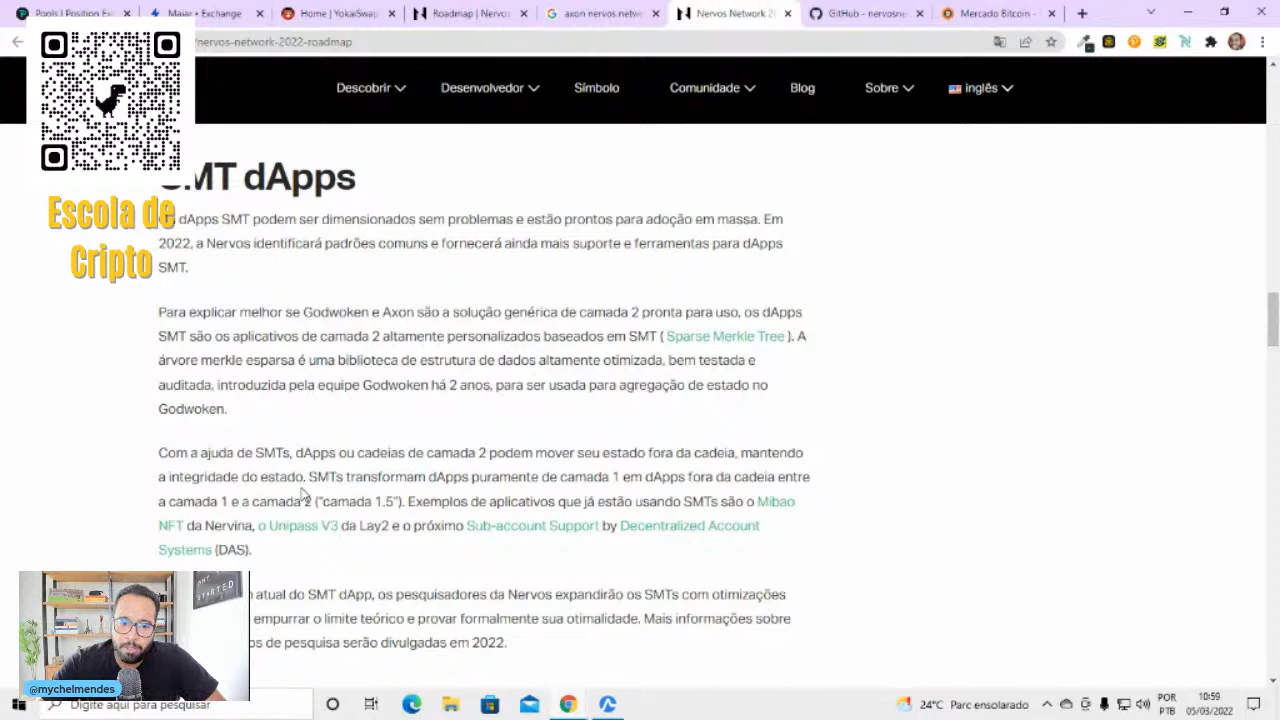 Position
Exchange
Home | YokaiSwap
Roadmap | Nervos
axon nervos netw
Nervos Network 20
GitHub - nervosne
Mercado Bitcoin -
/nervos-network-2022-roadmap
Descobrir
Desenvolvedor
Símbolo
Comunidade
Blog
Sobre
inglês
SMT dApps
Escola de
Cripto
dApps SMT podem ser dimensionados sem problemas e estão prontos para adoção em massa. Em
2022, a Nervos identificará padrões comuns e fornecerá ainda mais suporte e ferramentas para dApps
SMT.
Para explicar melhor se Godwoken e Axon são a solução genérica de camada 2 pronta para uso, os dApps
SMT são os aplicativos de camada 2 altamente personalizados baseados em SMT ( Sparse Merkle Tree ). A
árvore merkle esparsa é uma biblioteca de estrutura de dados altamente otimizada, bem testada e
auditada, introduzida pela equipe Godwoken há 2 anos, para ser usada para agregação de estado no
Godwoken.
Com a ajuda de SMTs, dApps ou cadeias de camada 2 podem mover seu estado fora da cadeia, mantendo
a integridade do estado. SMTs transformam dApps puramente de camada 1 em dApps fora da cadeia entre
a camada 1 e a camada 2 ("camada 1.5"). Exemplos de aplicativos que já estão usando SMTs são o Mibao
NFT da Nervina, o Unipass V3 da Lay2 e o próximo Sub-account Support by Decentralized Account
Systems (DAS).
atual do SMT dApp, os pesquisadores da Nervos expandirão os SMTs com otimizações
empurrar o limite teórico e provar formalmente sua otimalidade. Mais informações sobre
os de pesquisa serão divulgadas em 2022.
STARTED
@mychelmendes
Digite aqui para pesquisar
24°C Parc ensolarado
POR
PTB
10:59
05/03/2022